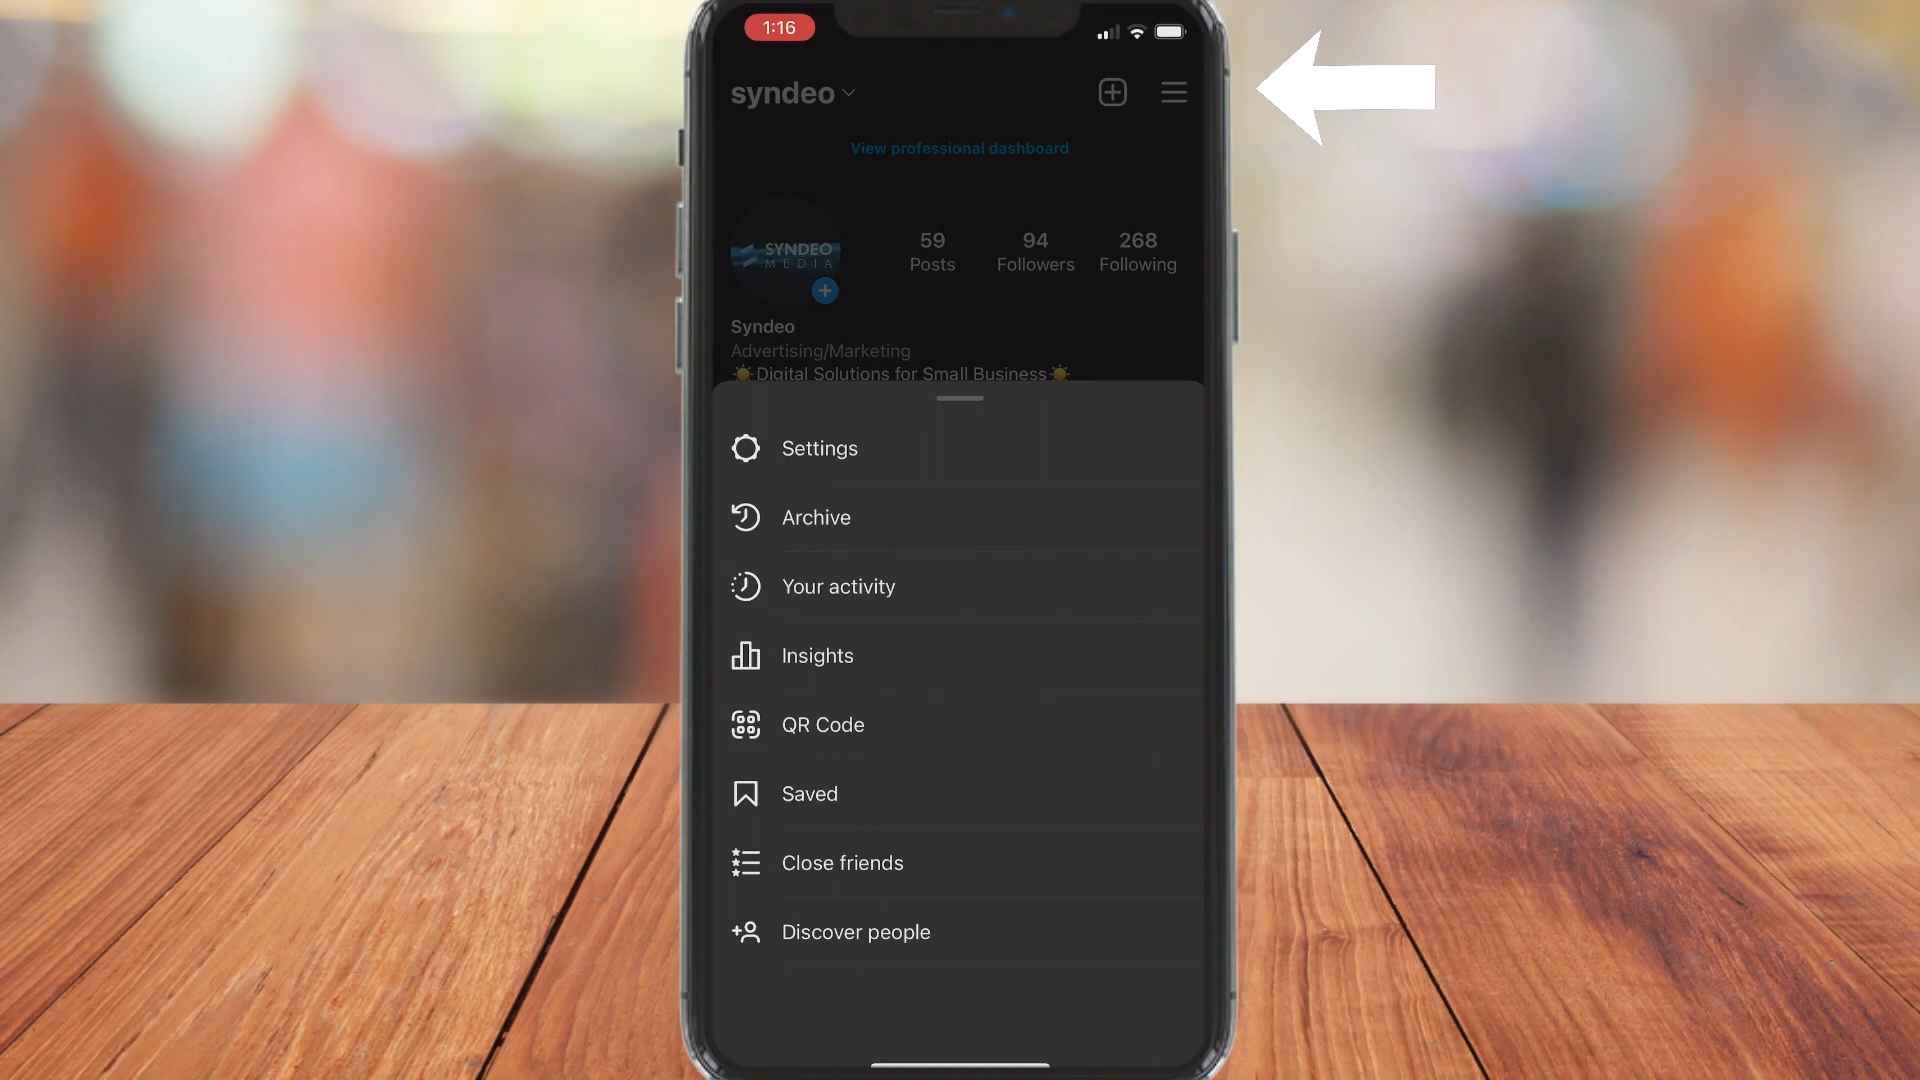 1:16
syndeo
View professional dashboard
SYNDEO
MEDIA
59
Posts
94
Followers
268
Following
Syndeo
Advertising/Marketing
Digital Solutions for Small Business
Settings
Archive
Your activity
Insights
QR Code
Saved
Close friends
Discover people